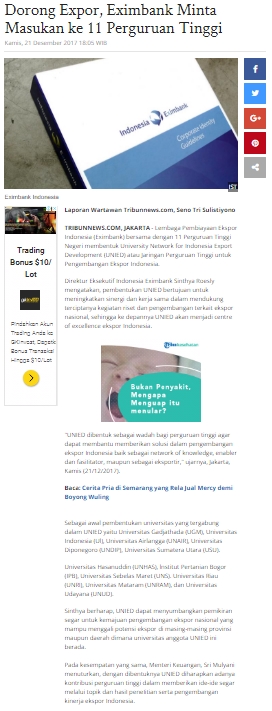 Dorong Expor, Eximbank Minta
Masukan ke 11 Perguruan Tinggi
Kamis, 21 Desember 2017 18:05 WIB
Indonesia Eximbank
Corporate Identity
Guidelines
IST
Eximbank Indonesia
Trading
Bonus $10/
Lot
Pindahkan Akun
Trading Anda ke
GKInvest, Dapatkan
Bonus Transaksi
Hingga $10/Lot
Laporan Wartawan Tribunnews.com, Seno Tri Sulistiyono
TRIBUNNEWS.COM, JAKARTA - Lembaga Pembiayaan Ekspor
Indonesia (Eximbank) bersama dengan 11 Perguruan Tinggi
Negeri membentuk University Network for Indonesia Export
Development (UNIED) atau Jaringan Perguruan Tinggi untuk
Pengembangan Ekspor Indonesia.
Direktur Eksekutif Indonesia Eximbank Sinthya Roesly
mengatakan, pembentukan UNIED bertujuan untuk
meningkatkan sinergi dan kerja sama dalam mendukung
terciptanya kegiatan riset dan pengembangan terkait ekspor
nasional, sehingga ke depannya UNIED akan menjadi centre
of excellence ekspor Indonesia.
Bukan Penyakit,
Mengapa
Menguap itu
menular?
"UNIED dibentuk sebagai wadah bagi perguruan tinggi agar
dapat membantu memberikan solusi dalam pengembangan
ekspor Indonesia baik sebagai network of knowledge, enabler
dan fasilitator, maupun sebagai eksportir," ujarnya, Jakarta,
Kamis (21/12/201/).
Baca: Cerita Pria di Semarang yang Rela Jual Mercy demi
Boyong Wuling
Sebagai awal pembentukan universitas yang tergabung
dalam UNIED yaitu Universitas Gadjathada (UGM), Universitas
Indonesia (UI), Universitas Airlangga (UNAIR), Universitas
Diponegoro (UNDIP), Universitas Sumatera Utara (USU).
Universitas Hasanuddin (UNHAS), Institut Pertanian Bogor
(IPB), Universitas Sebelas Maret (UNS), Universitas Riau
(UNRI), Universitas Mataram (UNRAM), dan Universitas
Udayana (UNUD).
Sinthya berharap, UNIED dapat menyumbangkan pemikiran
segar untuk kemajuan pengembangan ekspor nasional yang
mampu menggali potensi ekspor di masing-masing provinsi
maupun daerah dimana universitas anggota UNIED ini
berada.
Pada kesempatan yang sama, Menteri Keuangan, Sri Mulyani
menuturkan, dengan dibentuknya UNIED diharapkan adanya
kontribusi perguruan tinggi dalam memberikan ide-ide segar
melalui topik dan hasil penelitian serta pengembangan
kinerja ekspor Indonesia.